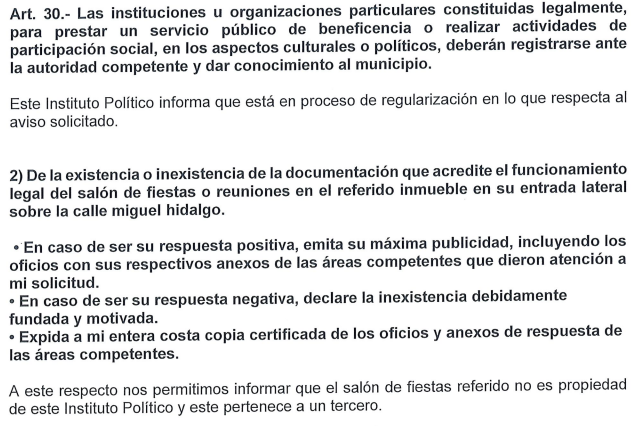 Art. 30.- Las instituciones u organizaciones particulares constituidas legalmente,
para prestar un servicio público de beneficencia o realizar actividades de
participación social, en los aspectos culturales o políticos, deberán registrarse ante
la autoridad competente y dar conocimiento al municipio.
Este Instituto Político informa que está en proceso de regularización en lo que respecta al
aviso solicitado.
2) De la existencia o inexistencia de la documentación que acredite el funcionamiento
legal del salón de fiestas o reuniones en el referido inmueble en su entrada lateral
sobre la calle miguel hidalgo.
• En caso de ser su respuesta positiva, emita su máxima publicidad, incluyendo los
oficios con sus respectivos anexos de las áreas competentes que dieron atención a
mi solicitud.
• En caso de ser su respuesta negativa, declare la inexistencia debidamente
fundada y motivada.
• Expida a mi entera costa copia certificada de los oficios y anexos de respuesta de
las áreas competentes.
A este respecto nos permitimos informar que el salón de fiestas referido no es propiedad
de este Instituto Político y este pertenece a un tercero.